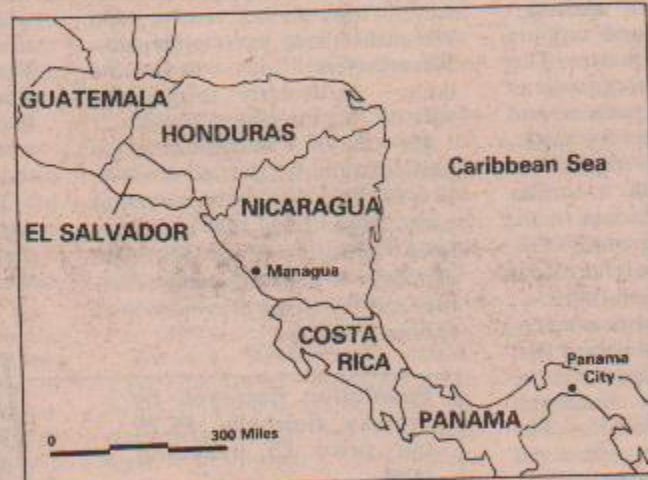 GUATEMALA
HONDURAS
Caribbean Sea
NICARAGUA
EL SALVADOR
Managua
COSTA
RICA
Panama
City
PANAMA
0
300 Miles